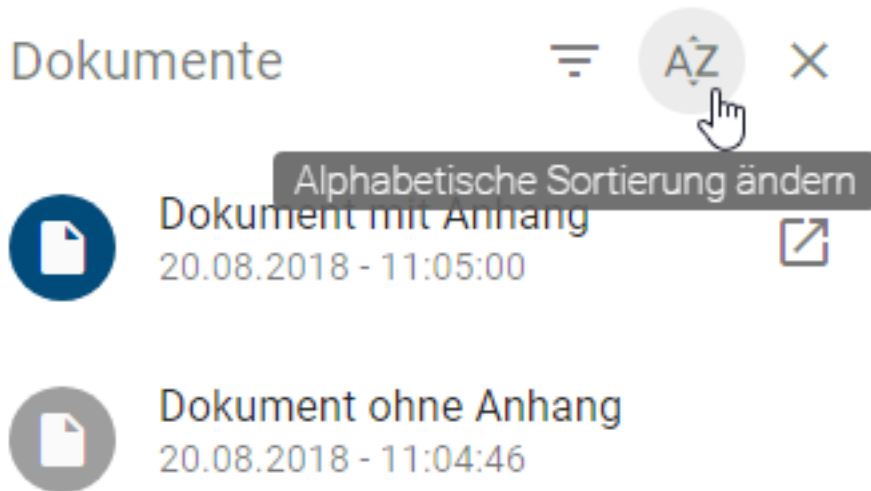 Dokumente
AZ
Alphabetische Sortierung ändern
Dokument mit Anhang
20.08.2018 - 11:05:00
Dokument ohne Anhang
20.08.2018 - 11:04:46